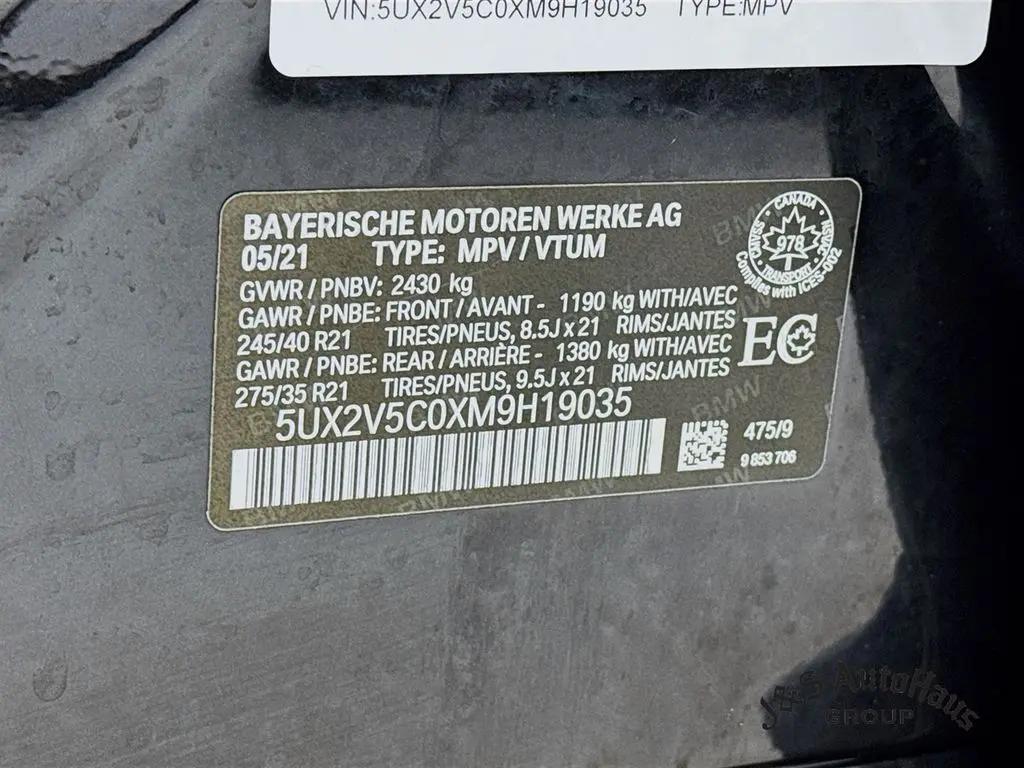 VIN:5UX2V5C0XM9H19035 TYPE:MPV
BAYERISCHE MOTOREN WERKE AG
05/21 TYPE: MPV / VTUM
GVWR / PNBV: 2430 kg
GAWR / PNBE: FRONT / AVANT - 1190 kg WITH/AVEC
245/40 R21 TIRES/PNEUS, 8.5J x 21 RIMS/JANTES
GAWR / PNBE: REAR / ARRIÈRE - 1380 kg WITH/AVEC
275/35 R21 TIRES/PNEUS, 9.5J x 21 RIMS/JANTES
5UX2V5C0XM9H19035
CANADA
978
TRANSPORT
Complies with ICES-002
EC
475/9
9 853 706
BMW
BMW
BMW
BMW
AutoHaus
GROUP